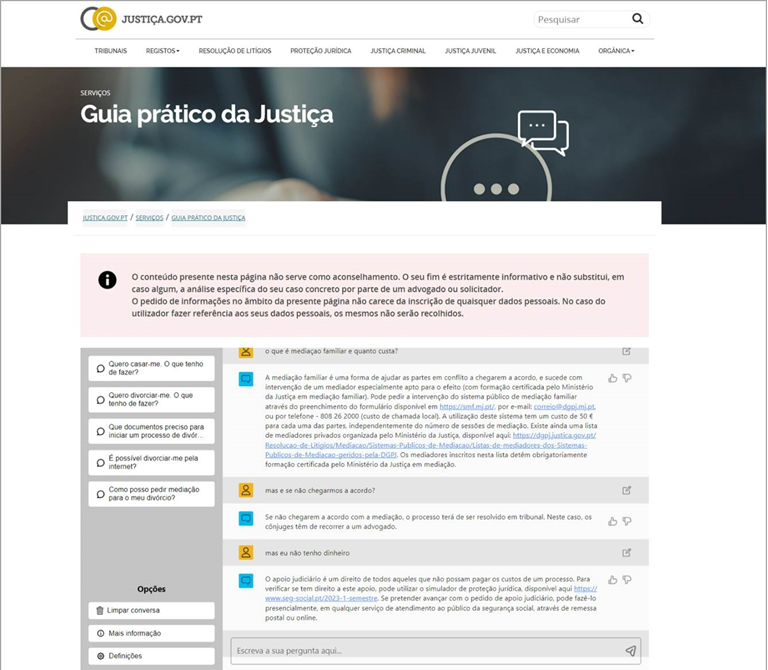 JUSTIÇA.GOV.PT
Pesquisar
TRIBUNAIS REGISTOS RESOLUÇÃO DE LITÍGIOS PROTEÇÃO JURÍDICA JUSTIÇA CRIMINAL JUSTIÇA JUVENIL JUSTIÇA E ECONOMIA ORGÂNICA
SERVIÇOS
Guia prático da Justiça
JUSTICA.GOV.PT / SERVIÇOS / GUIA PRÁTICO DA JUSTIÇA
O conteúdo presente nesta página não serve como aconselhamento. O seu fim é estritamente informativo e não substitui, em
caso algum, a análise específica do seu caso concreto por parte de um advogado ou solicitador.
O pedido de informações no âmbito da presente página não carece da inscrição de quaisquer dados pessoais. No caso do
utilizador fazer referência aos seus dados pessoais, os mesmos não serão recolhidos.
Quero casar-me. O que tenho
de fazer?
Quero divorciar-me. O que
tenho de fazer?
Que documentos preciso para
iniciar um processo de divór...
É possível divorciar-me pela
internet?
Como posso pedir mediação
para o meu divórcio?
Opções
Limpar conversa
Mais informação
Definições
o que é mediaçao familiar e quanto custa?
A mediação familiar é uma forma de ajudar as partes em conflito a chegarem a acordo, e sucede com
intervenção de um mediador especialmente apto para o efeito (com formação certificada pelo Ministério
da Justiça em mediação familiar). Pode pedir a intervenção do sistema público de mediação familiar
através do preenchimento do formulário disponível em https://smf.mj.pt/, por e-mail: correio@dgpj.mj.pt,
ou por telefone - 808 26 2000 (custo de chamada local). A utilização deste sistema tem um custo de 50 €
para cada uma das partes, independentemente do número de sessões de mediação. Existe ainda uma lista
de mediadores privados organizada pelo Ministério da Justiça, disponível aqui: https://dgpj.justica.gov.pt/
Resolucao-de-Litigios/Mediacao/Sistemas-Publicos-de-Mediacao/Listas-de-mediadores-dos-Sistemas-
Publicos-de-Mediacao-geridos-pela-DGPJ. Os mediadores inscritos nesta lista detêm obrigatoriamente
formação certificada pelo Ministério da Justiça em mediação.
mas e se não chegarmos a acordo?
Se não chegarem a acordo com a mediação, o processo terá de ser resolvido em tribunal. Neste caso, os
cônjuges têm de recorrer a um advogado.
mas eu não tenho dinheiro
O apoio judiciário é um direito de todos aqueles que não possam pagar os custos de um processo. Para
verificar se tem direito a este apoio, pode utilizar o simulador de proteção jurídica, disponível aqui https://
www.seg-social.pt/2023-1-semestre. Se pretender avançar com o pedido de apoio judiciário, pode fazê-lo
presencialmente, em qualquer serviço de atendimento ao público da segurança social, através de remessa
postal ou online.
Escreva a sua pergunta aqui...